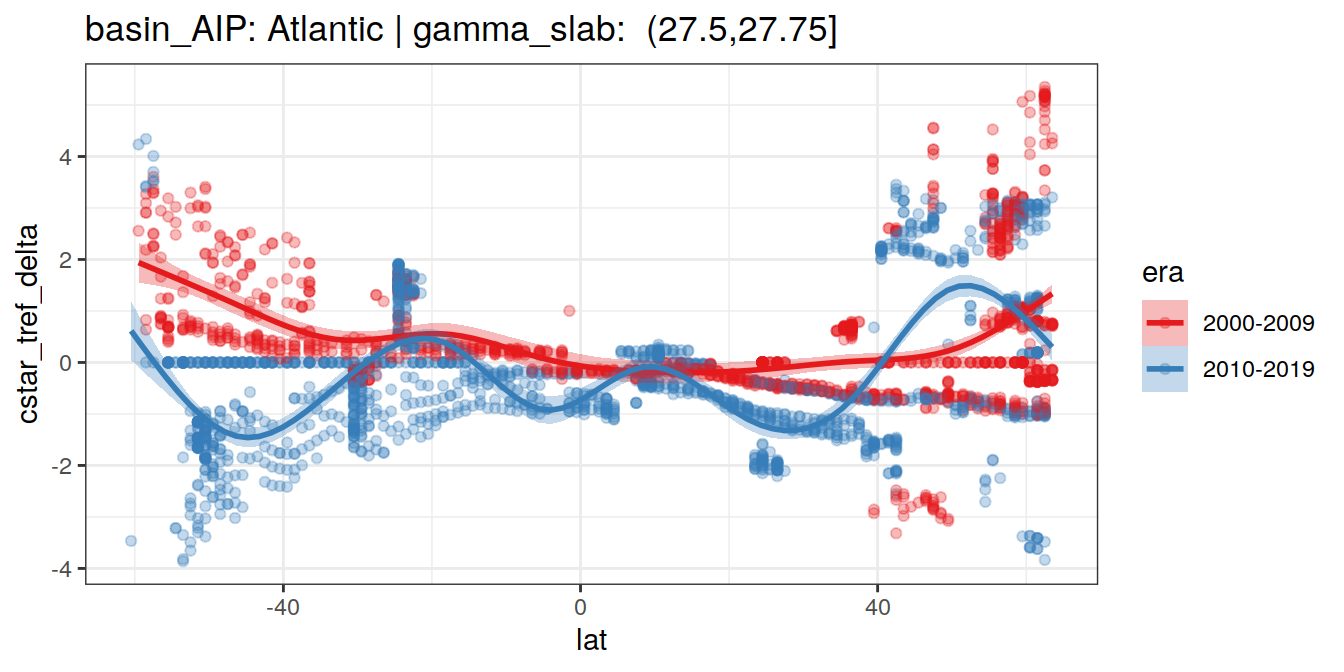 basin_AIP: Atlantic | gamma_slab:  (27.5,27.75]
cstar_tref_delta
4
2
0
-2
-4
-40
0
40
lat
era
2000-2009
2010-2019